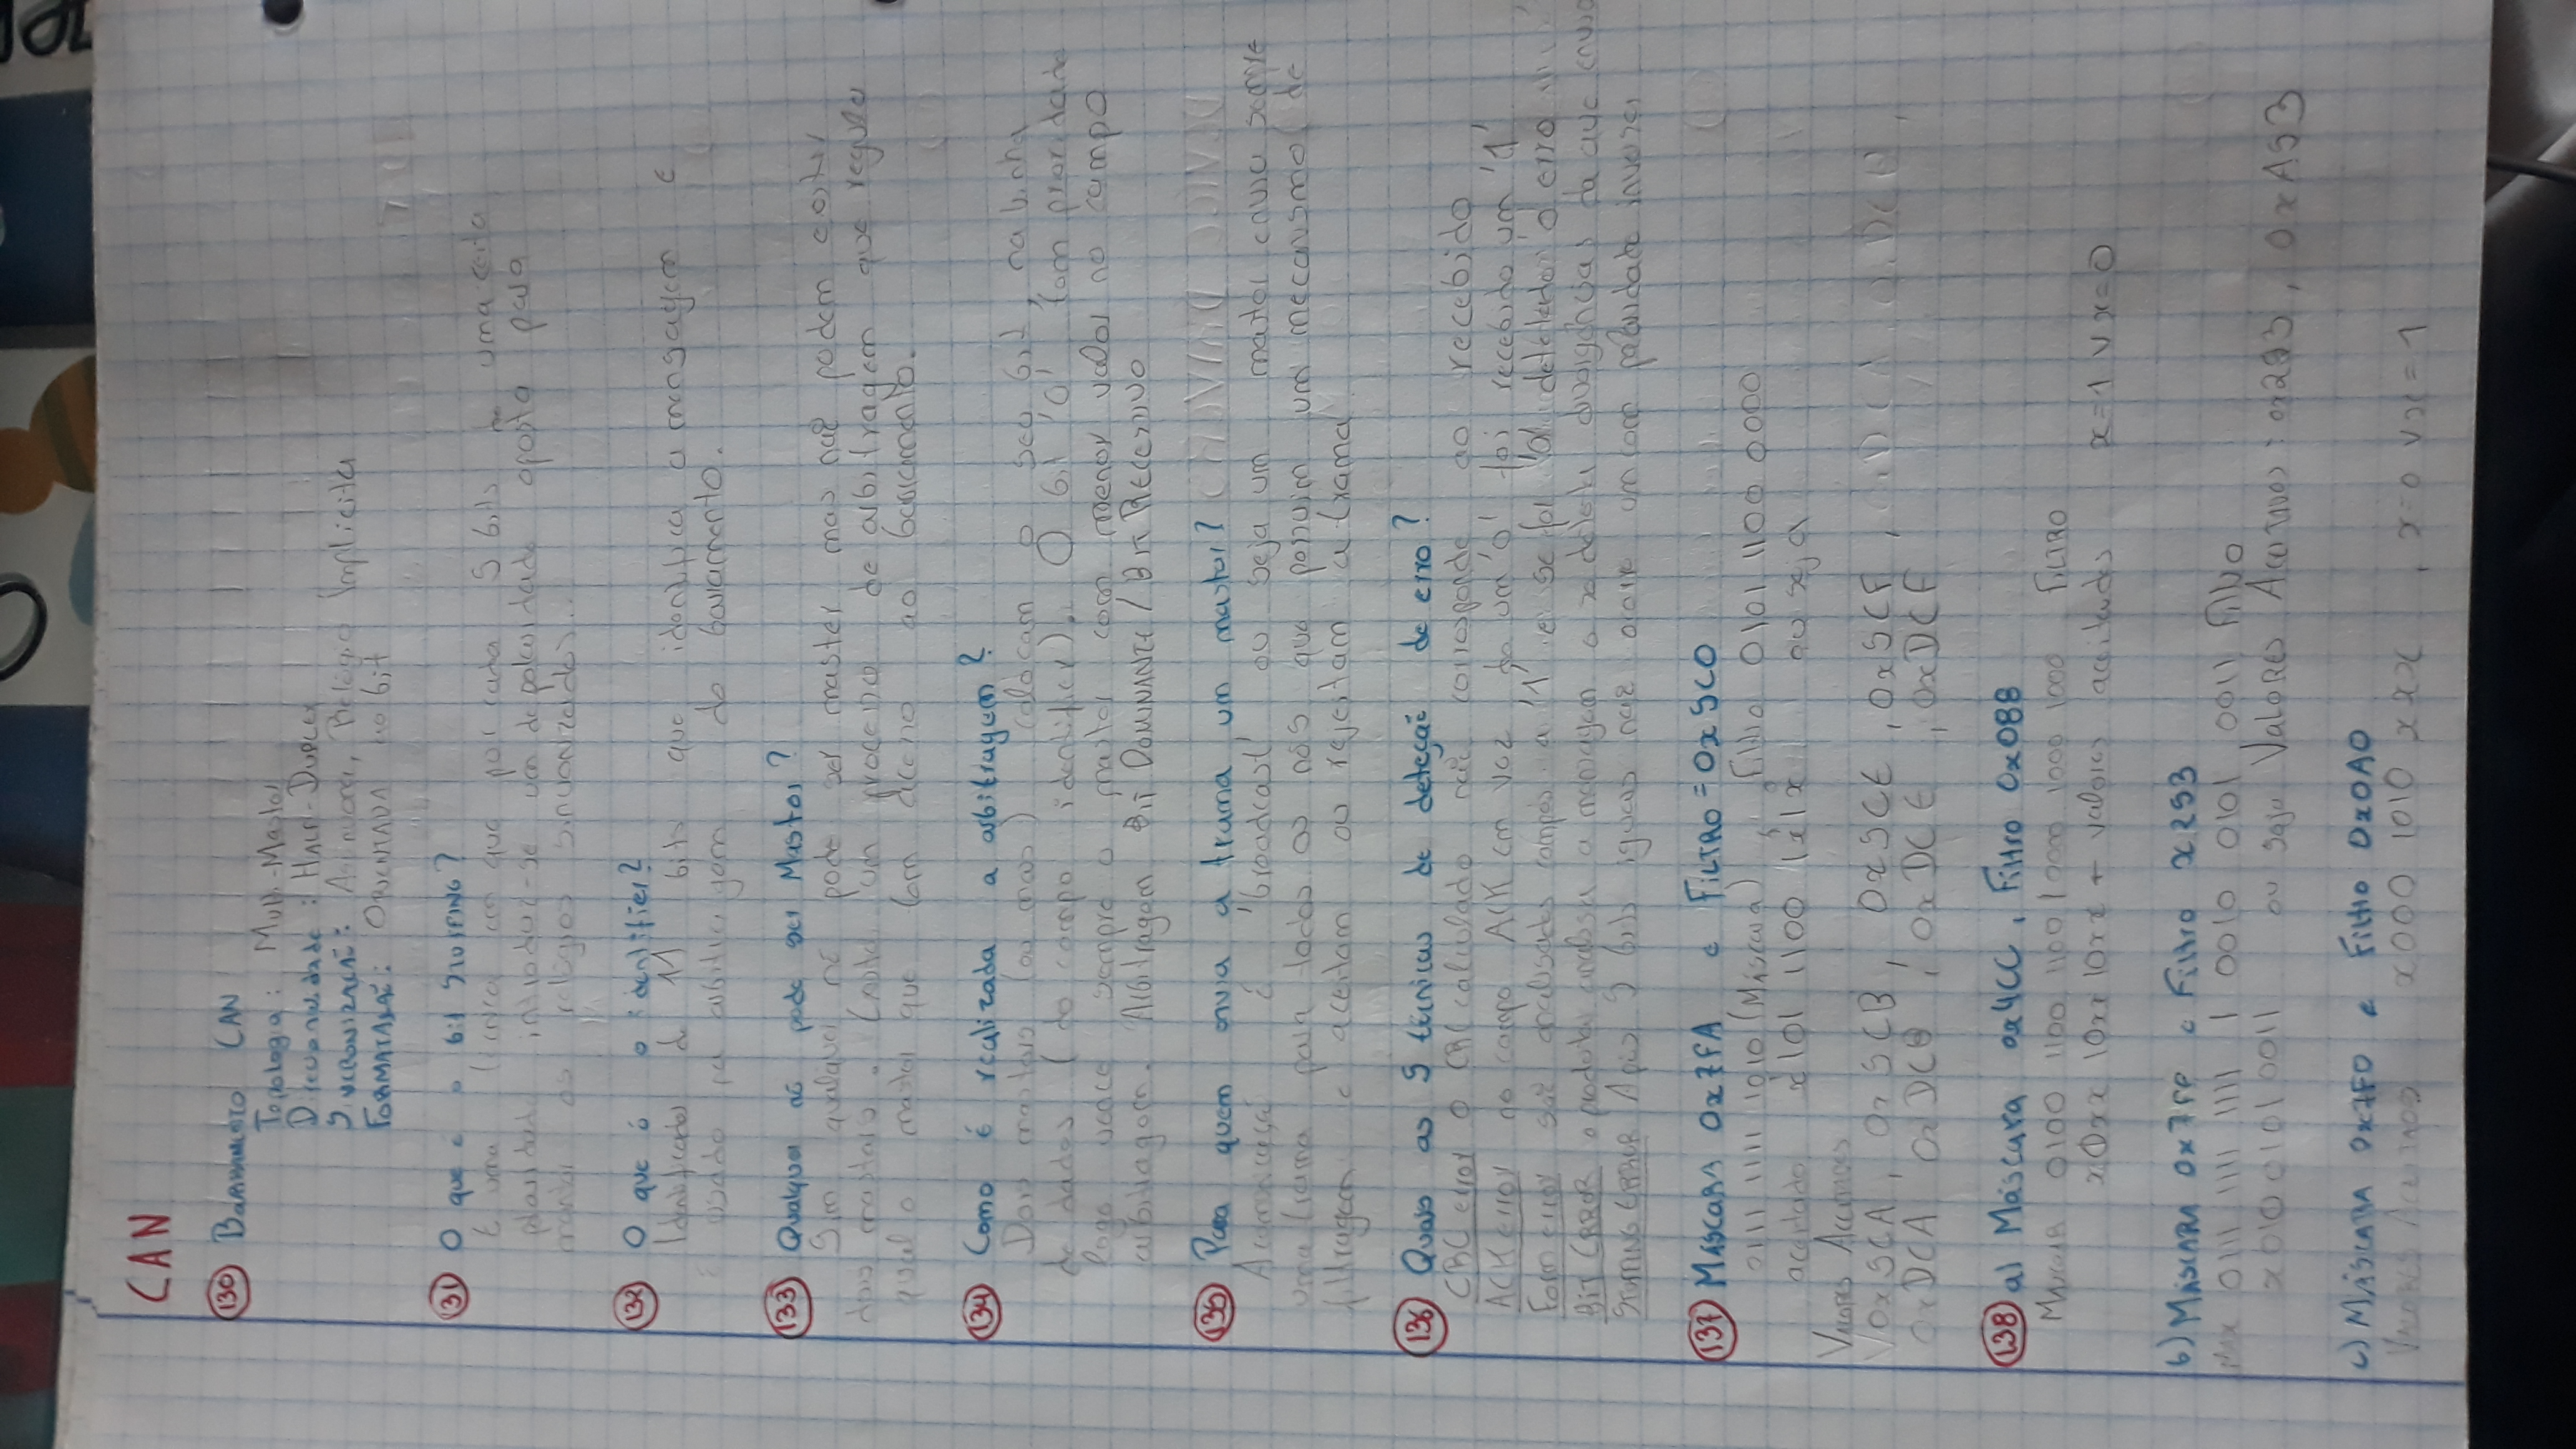 CAN
130 Barramento CAN
Topologia: Multi-Master
Direcionalidade: Half-Duplex
Sincronização: Assíncrona, Relógio Implícito
Formatação: Orientada ao bit
131 O que é o bit Stuffing?
É uma técnica em que por cada 5 bits de uma certa
polaridade introduz-se um de polaridade oposta para
manter os relógios sincronizados...
132 O que é o identifier?
Identificador de 11 bits que identifica a mensagem e
é usado na arbitragem do barramento.
133 Qualquer nó pode ser Master?
Sim qualquer nó pode ser master mas não podem existir
dois masters. Existe um processo de arbitragem que regula
qual o master que tem acesso ao barramento.
134 Como é realizada a arbitragem?
Dois masters (ou mais) colocam o seu bit, na linha
de dados (do campo identifier). O bit '0' tem prioridade
logo vence sempre o master com menor valor no campo
arbitragem. Arbitragem Bit Dominante / Bit Recessivo
135 Para quem envia a trama um master?
A comunicação é 'broadcast' ou seja um master envia sempre
uma trama para todos os nós que possuim um mecanismo de
filtragem e aceitam ou rejeitam a trama
136 Quais as 5 técnicas de deteção de erro?
CRC error o CRC calculado não corresponde ao recebido
ACK error no campo ACK em vez de um '0' foi recebido um '1'
Form error são analisados campos a '1' e se for '0' detetado o erro
Bit Error o produtor analisa a mensagem e se deteta divergências da que envia
Stuffing Error Após 5 bits iguais não ocorre um com polaridade inversa
137 Máscara 0x7FA e Filtro = 0x5C0
0111 1111 1010 (Máscara), Filtro 0101 1100 0000
aceitado x101 1100 1x1x ou seja
Valores Aceitados
0x5CA, 0x5CB, 0x5CE, 0x5CF,
0xDCA 0xDCB, 0xDCE, 0xDCF
138 a) Máscara 0x4CC, Filtro 0x088
Máscara 0100 1100 1100 | 0000 1000 1000 Filtro
x0xx 10xx 10xx + valores aceitados x=1 v x=0
b) Máscara 0x7FF e Filtro x253
0111 1111 1111 | 0010 0101 0011 Filtro
x010 0101 0011 ou seja Valores Aceitados: 0x253, 0xA53
c) Máscara 0x7F0 e Filtro 0x0A0
Valores Aceitados x000 1010 xxx, x=0 v x=1